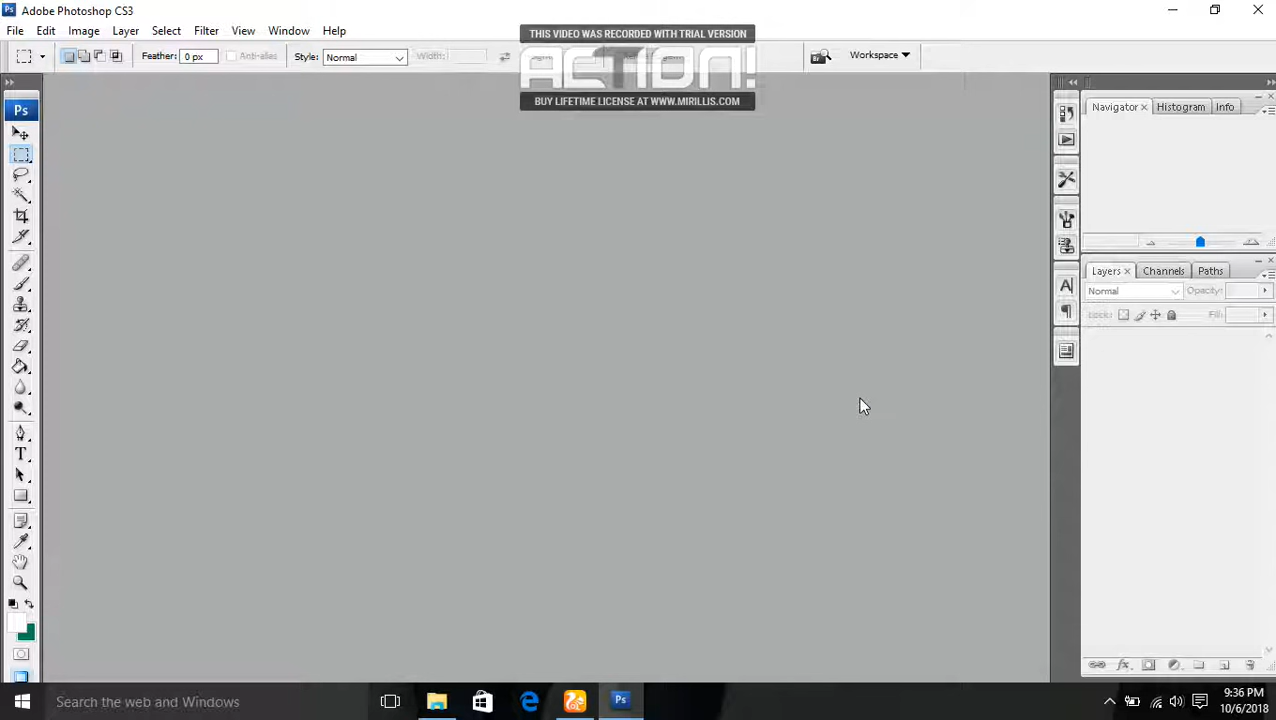 Adobe Photoshop CS3
File Edit Image Layer Select Filter View Window Help
THIS VIDEO WAS RECORDED WITH TRIAL VERSION
ACTION!
BUY LIFETIME LICENSE AT WWW.MIRILLIS.COM
Feather: 0 px Anti-alies Style: Normal Width: Workspace
Ps
Navigator Histogram Info
Layers Channels Paths
Normal Opacity:
Lock: Fill:
T
Search the web and Windows
Ps
9:36 PM
10/6/2018